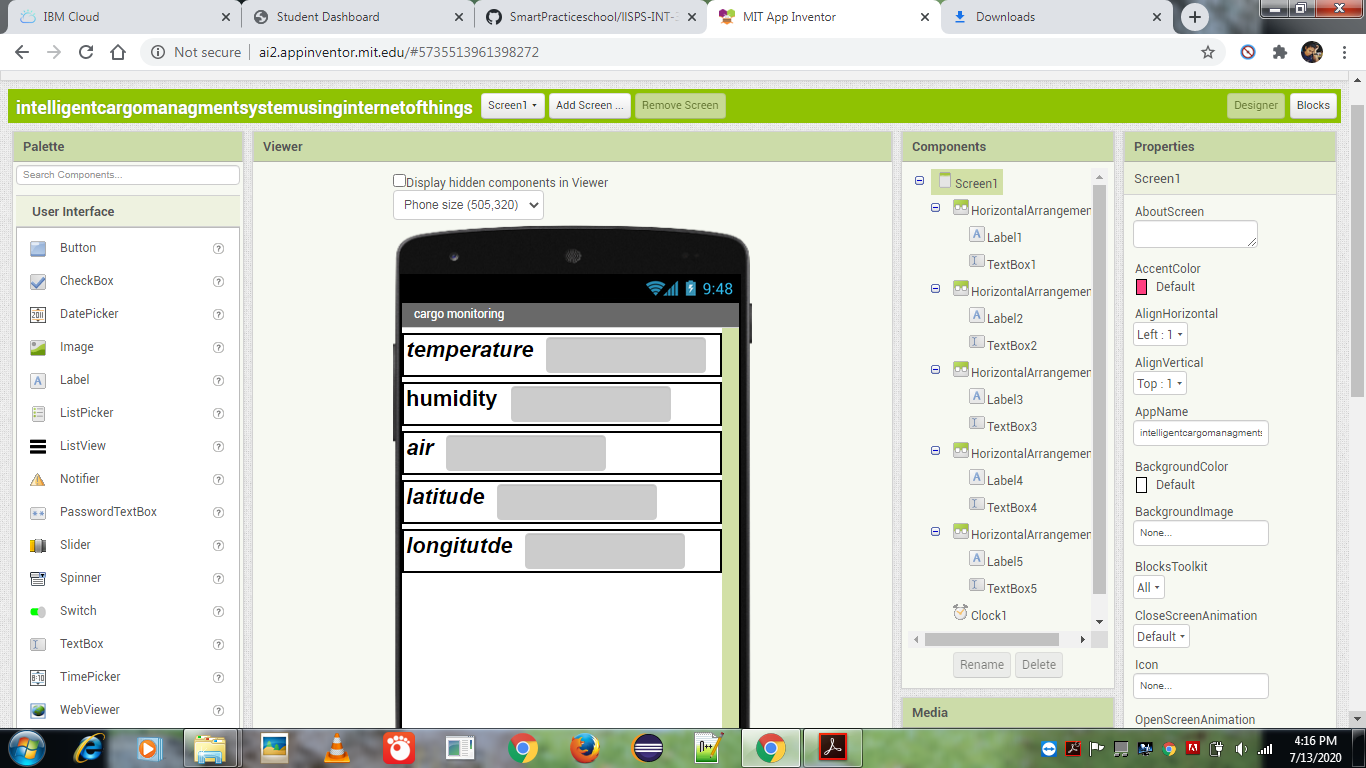 IBM Cloud
Student Dashboard
SmartPracticeschool/IISPS-INT-
MIT App Inventor
Downloads
Not secure ai2.appinventor.mit.edu/#5735513961398272
intelligentcargomanagmentsystemusinginternetofthings
Screen1
Add Screen ...
Remove Screen
Designer
Blocks
Palette
Search Components...
User Interface
Button
CheckBox
DatePicker
Image
Label
ListPicker
ListView
Notifier
PasswordTextBox
Slider
Spinner
Switch
TextBox
TimePicker
WebViewer
Viewer
Display hidden components in Viewer
Phone size (505,320)
9:48
cargo monitoring
temperature
humidity
air
latitude
longitutde
Components
Screen1
HorizontalArrangemen
Label1
TextBox1
HorizontalArrangemen
Label2
TextBox2
HorizontalArrangemen
Label3
TextBox3
HorizontalArrangemen
Label4
TextBox4
HorizontalArrangemen
Label5
TextBox5
Clock1
Rename
Delete
Media
Properties
Screen1
AboutScreen
AccentColor
Default
AlignHorizontal
Left : 1
AlignVertical
Top : 1
AppName
intelligentcargomanagments
BackgroundColor
Default
BackgroundImage
None...
BlocksToolkit
All
CloseScreenAnimation
Default
Icon
None...
OpenScreenAnimation
4:16 PM
7/13/2020